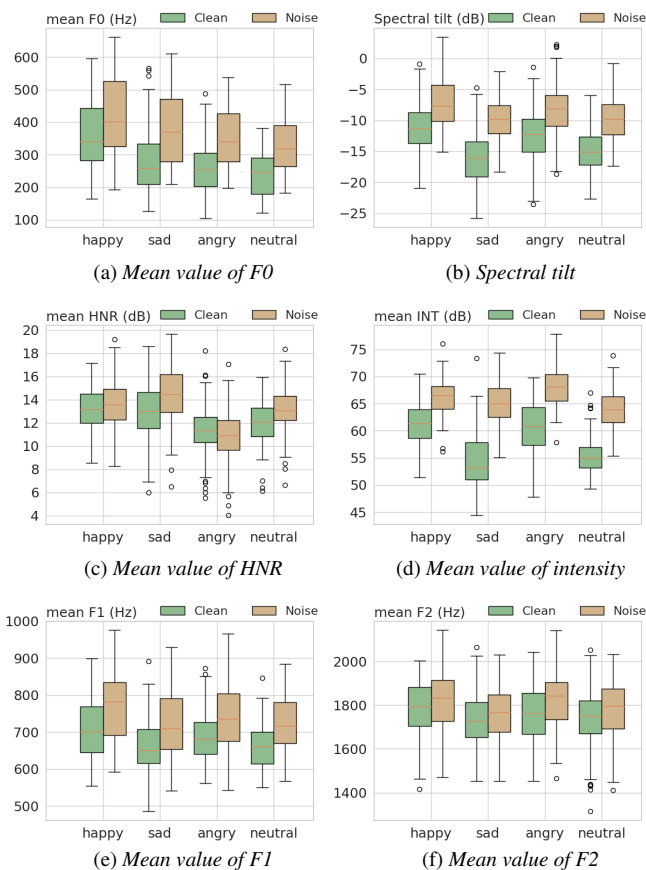 mean F0 (Hz) Clean Noise
600
500
400
300
200
100
happy sad angry neutral
(a) Mean value of F0
Spectral tilt (dB) Clean Noise
0
−5
−10
−15
−20
−25
happy sad angry neutral
(b) Spectral tilt
mean HNR (dB) Clean Noise
20
18
16
14
12
10
8
6
4
happy sad angry neutral
(c) Mean value of HNR
mean INT (dB) Clean Noise
75
70
65
60
55
50
45
happy sad angry neutral
(d) Mean value of intensity
mean F1 (Hz) Clean Noise
1000
900
800
700
600
500
happy sad angry neutral
(e) Mean value of F1
mean F2 (Hz) Clean Noise
2000
1800
1600
1400
happy sad angry neutral
(f) Mean value of F2